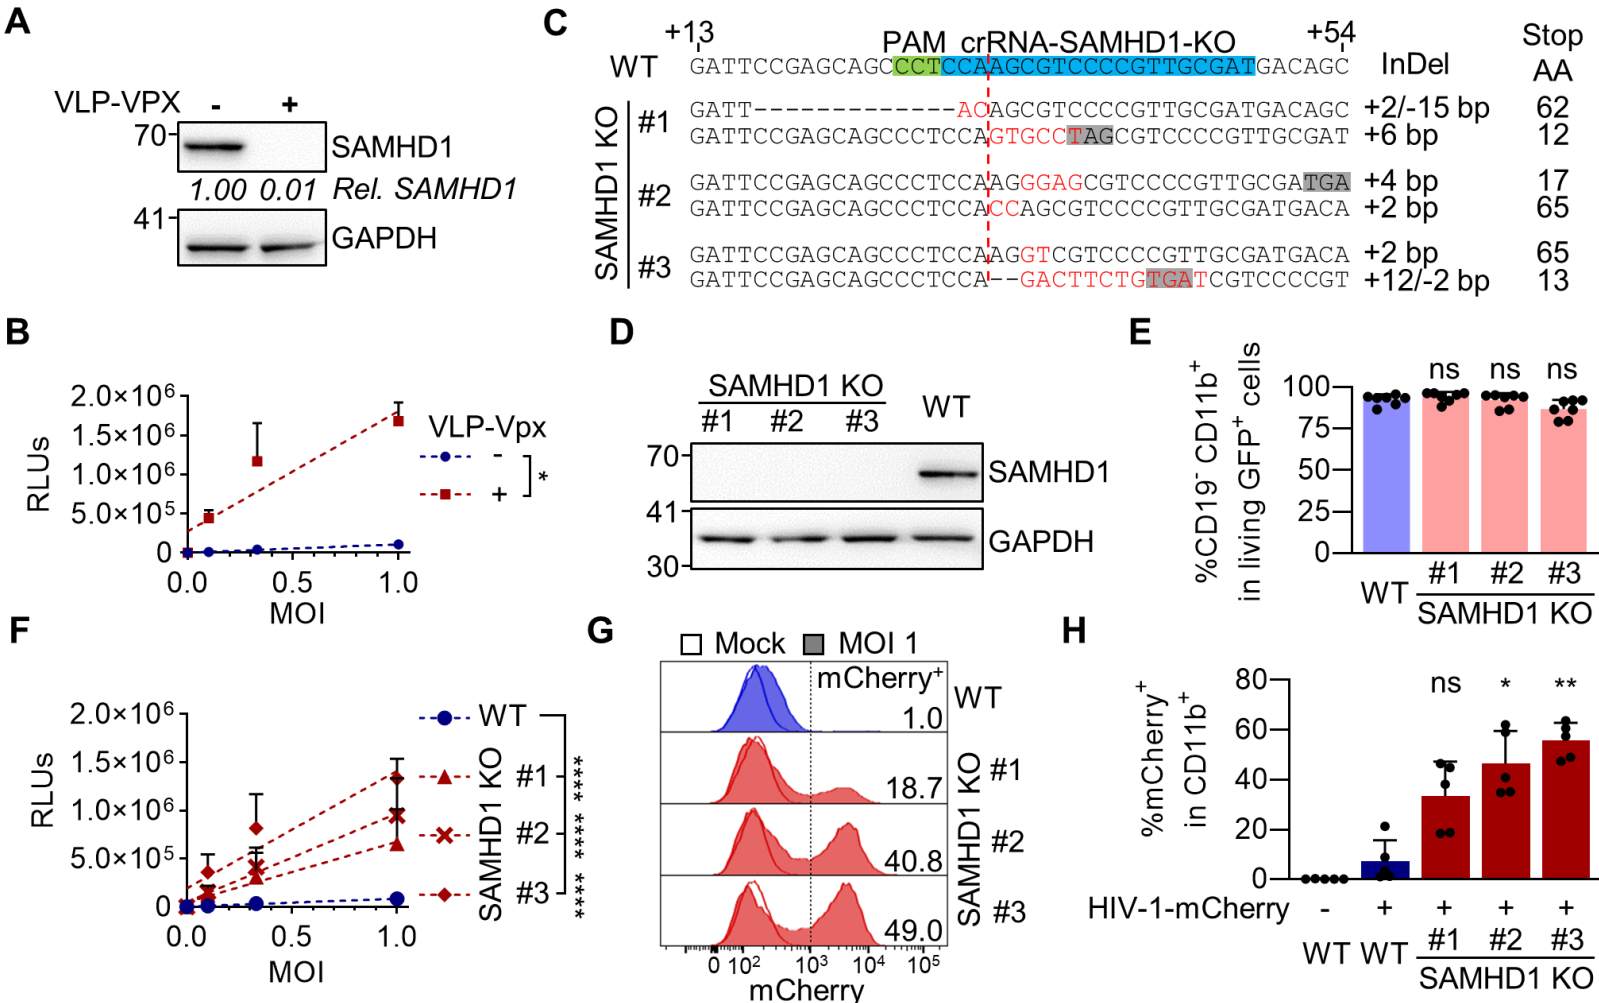 A
VLP-VPX - +
70
SAMHD1
1.00 0.01 Rel. SAMHD1
41
GAPDH
C
+13 PAM crRNA-SAMHD1-KO +54
InDel
Stop
AA
WT GATTCCGAGCAGCCCTCCAAGCGTCCCCGTTGCGATGACAGC
SAMHD1 KO
#1
GATT-------------ACAGCGTCCCCGTTGCGATGACAGC +2/-15 bp 62
GATTCCGAGCAGCCCTCCAGTGCCTAGCGTCCCCGTTGCGAT +6 bp 12
#2
GATTCCGAGCAGCCCTCCAAGGGAGCGTCCCCGTTGCGATGA +4 bp 17
GATTCCGAGCAGCCCTCCACCAGCGTCCCCGTTGCGATGACA +2 bp 65
#3
GATTCCGAGCAGCCCTCCAAGGTCGTCCCCGTTGCGATGACA +2 bp 65
GATTCCGAGCAGCCCTCCA--GACTTCTGTGATCGTCCCCGT +12/-2 bp 13
B
RLUs
2.0×10⁶
1.5×10⁶
1.0×10⁶
5.0×10⁵
0
0.0 0.5 1.0
MOI
VLP-Vpx
-
+
*
D
SAMHD1 KO WT
#1 #2 #3
70
SAMHD1
41
GAPDH
30
E
%CD19⁻ CD11b⁺
in living GFP⁺ cells
100
75
50
25
0
ns ns ns
WT #1 #2 #3
SAMHD1 KO
F
RLUs
2.0×10⁶
1.5×10⁶
1.0×10⁶
5.0×10⁵
0
0.0 0.5 1.0
MOI
WT
SAMHD1 KO
#1
#2
#3
****
****
****
G
Mock MOI 1
mCherry⁺
1.0 WT
18.7 #1
40.8 #2
49.0 #3
SAMHD1 KO
0 10² 10³ 10⁴ 10⁵
mCherry
H
%mCherry⁺
in CD11b⁺
80
60
40
20
0
ns * **
HIV-1-mCherry - + + + +
WT WT #1 #2 #3
SAMHD1 KO